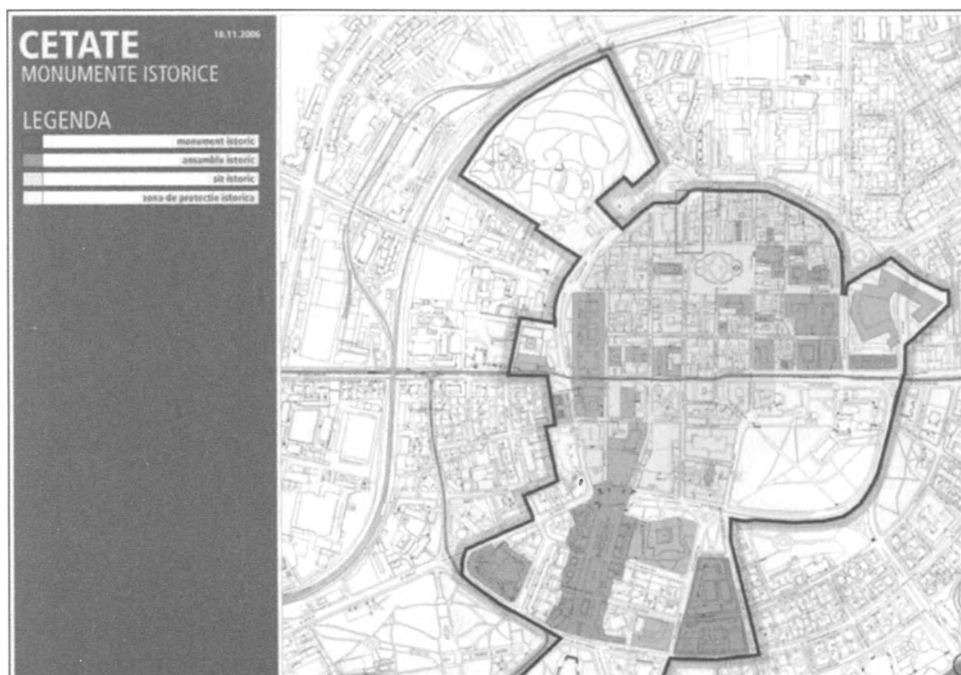 CETATE
18.11.2006
MONUMENTE ISTORICE
LEGENDA
monument istoric
ansamblu istoric
sit istoric
zona de protectie istorica